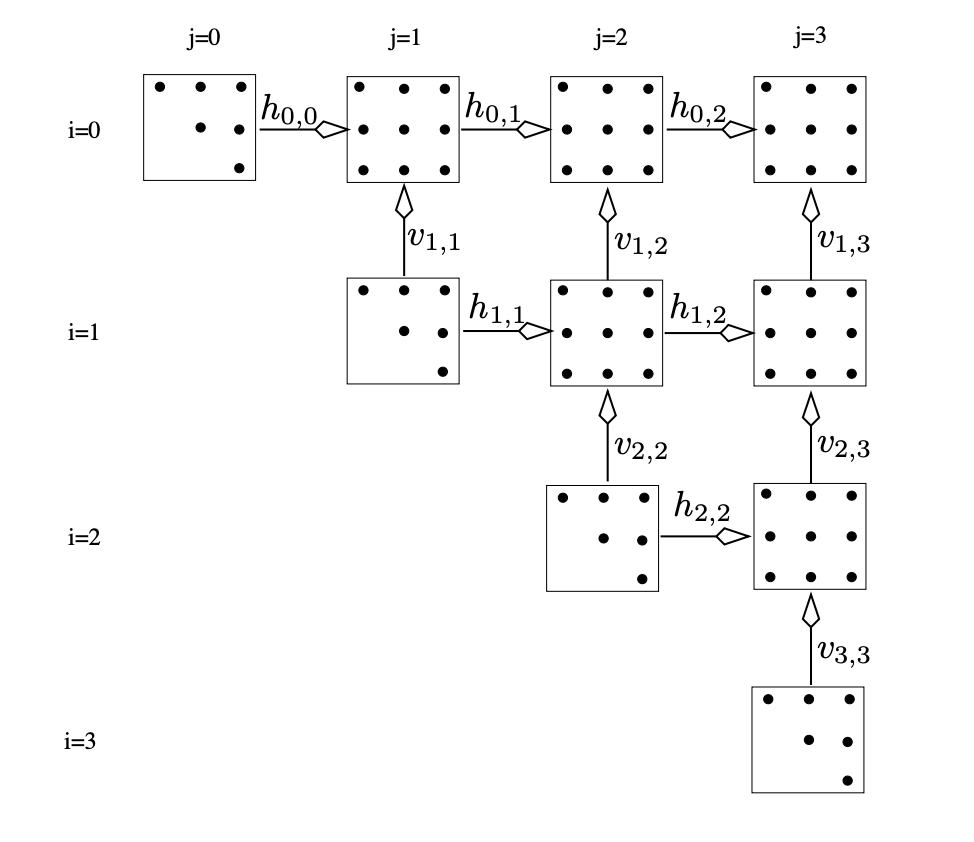 j=0 j=1 j=2 j=3
h_{0,0} h_{0,1} h_{0,2}
i=0
v_{1,1} v_{1,2} v_{1,3}
h_{1,1} h_{1,2}
i=1
v_{2,2} v_{2,3}
h_{2,2}
i=2
v_{3,3}
i=3